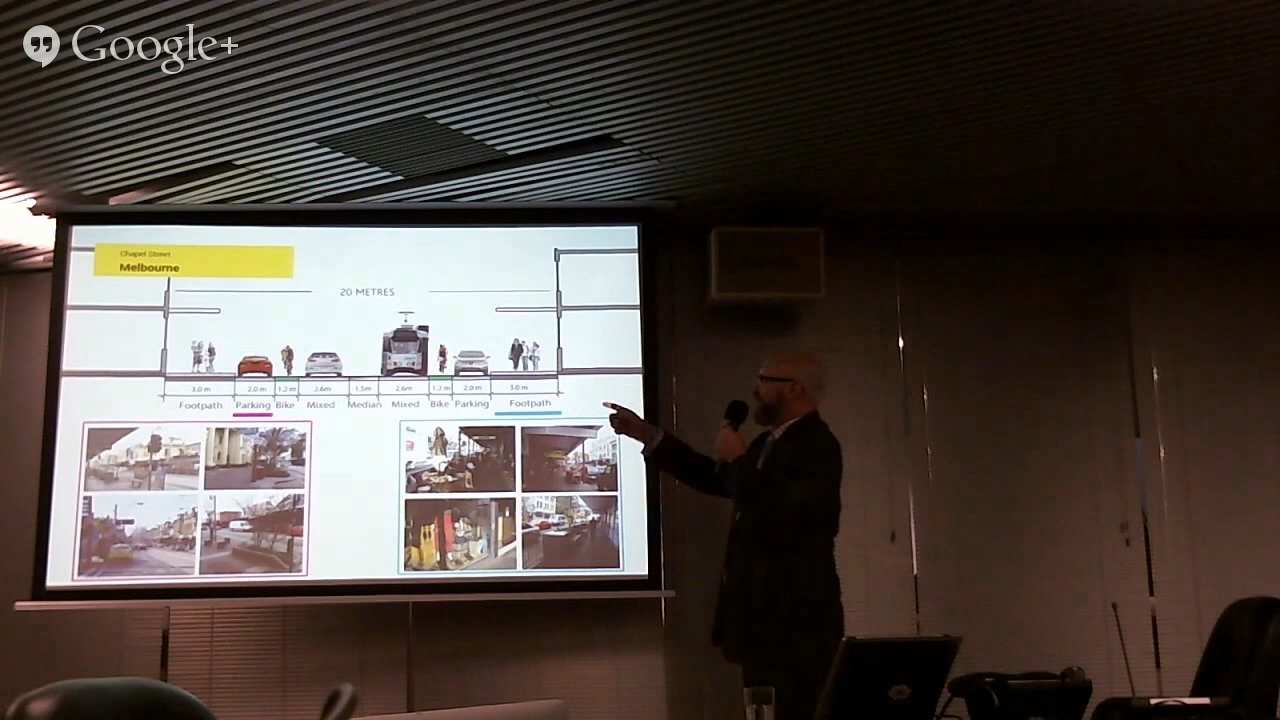 Google+
Chapel Street
Melbourne
20 METRES
3.0 m 2.0 m 1.2 m 2.6m 1.5m 2.6m 1.2 m 2.0 m 3.0 m
Footpath Parking Bike Mixed Median Mixed Bike Parking Footpath